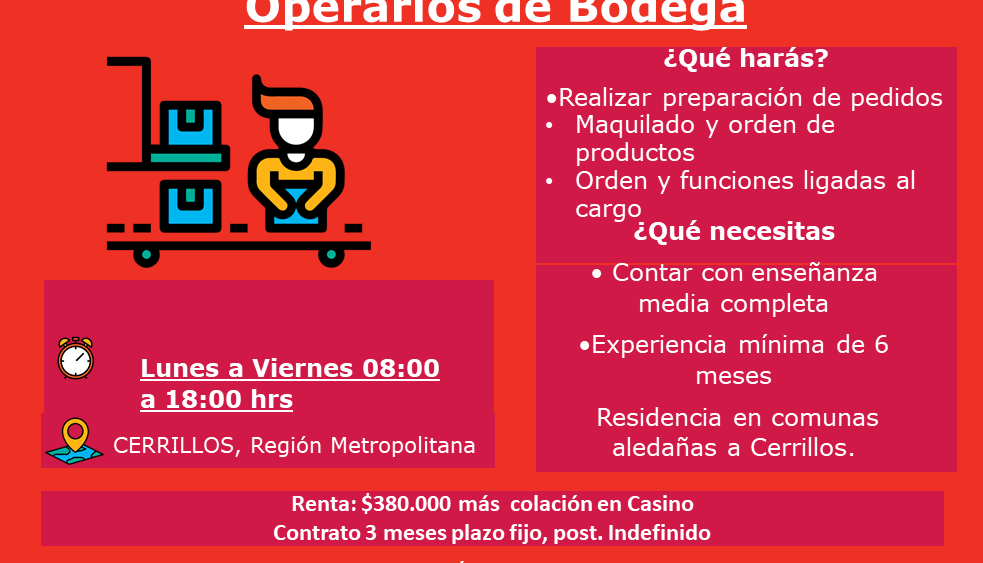 Operarios de Bodega
¿Qué harás?
•Realizar preparación de pedidos
• Maquilado y orden de
productos
• Orden y funciones ligadas al
cargo
¿Qué necesitas
• Contar con enseñanza
media completa
•Experiencia mínima de 6
meses
Residencia en comunas
aledañas a Cerrillos.
Lunes a Viernes 08:00
a 18:00 hrs
CERRILLOS, Región Metropolitana
Renta: $380.000 más colación en Casino
Contrato 3 meses plazo fijo, post. Indefinido